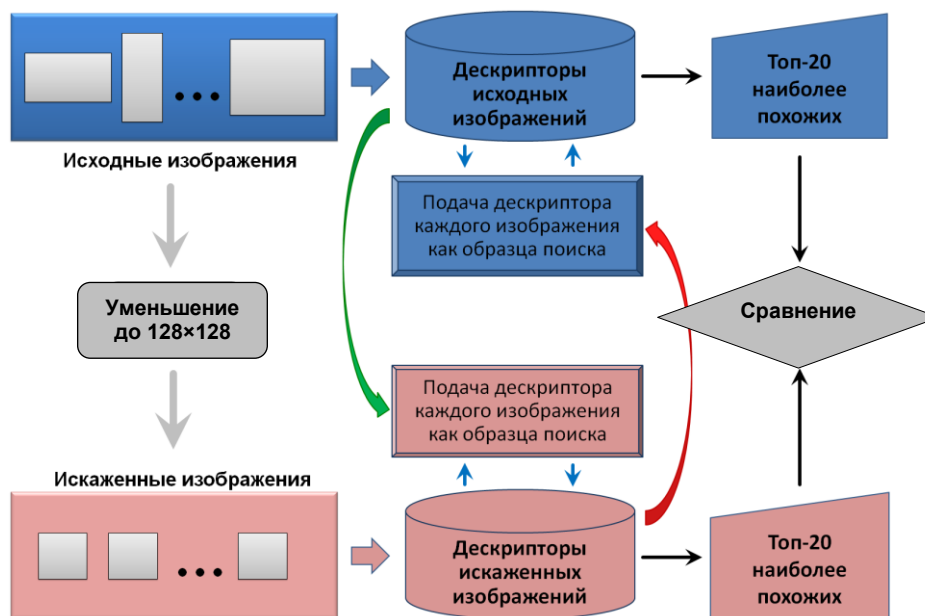 Дескрипторы
исходных
изображений
Топ-20
наиболее
похожих
Исходные изображения
Подача дескриптора
каждого изображения
как образца поиска
Уменьшение
до 128×128
Сравнение
Подача дескриптора
каждого изображения
как образца поиска
Искаженные изображения
Дескрипторы
искаженных
изображений
Топ-20
наиболее
похожих